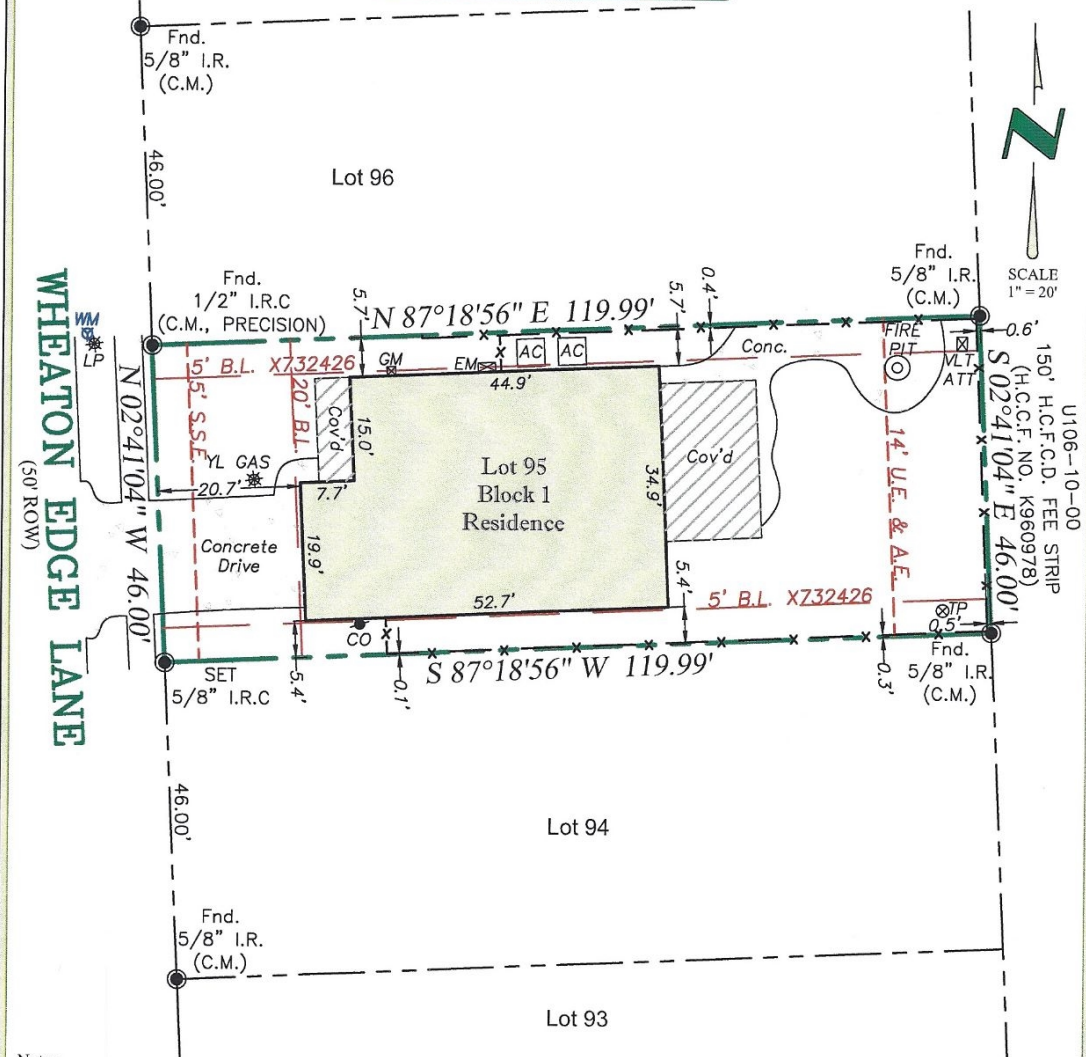 Fnd.
5/8" I.R.
(C.M.)
46.00'
Lot 96
Fnd.
5/8" I.R.
(C.M.)
SCALE
1" = 20'
Fnd.
1/2" I.R.C
(C.M., PRECISION)
5.7'
N 87°18'56" E 119.99'
5.7'
0.4'
WM
LP
5' B.L. X732426
GM
EM
AC
AC
Conc.
FIRE
PIT
0.6'
VLT
ATT
44.9'
WHEATON EDGE LANE
(50' ROW)
N 02°41'04" W 46.00'
5' S.S.E.
20' B.L.
Cov'd
15.0'
YL GAS
20.7'
7.7'
Lot 95
Block 1
Residence
34.9'
Cov'd
14' U.E. & A.E.
S 02°41'04" E 46.00'
150' H.C.F.C.D. FEE STRIP
(H.C.C.F. NO. K960978)
U106-10-00
Concrete
Drive
19.9'
52.7'
5.4'
5' B.L. X732426
TP
0.5'
CO
SET
5/8" I.R.C
5.4'
0.1'
S 87°18'56" W 119.99'
0.3'
Fnd.
5/8" I.R.
(C.M.)
46.00'
Lot 94
Fnd.
5/8" I.R.
(C.M.)
Lot 93